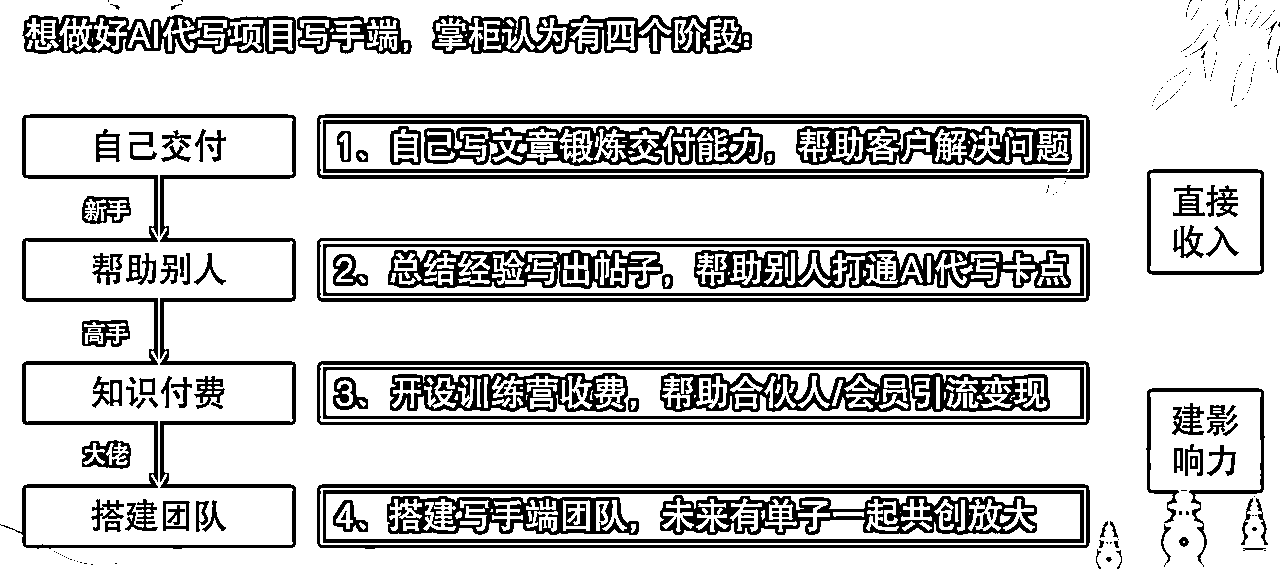 想做好AI代写项目写手端，掌柜认为有四个阶段：
自己交付
1、自己写文章锻炼交付能力，帮助客户解决问题
新手
直接
收入
帮助别人
2、总结经验写出帖子，帮助别人打通AI代写卡点
高手
知识付费
3、开设训练营收费，帮助合伙人/会员引流变现
大佬
建影
响力
搭建团队
4、搭建写手端团队，未来有单子一起共创放大